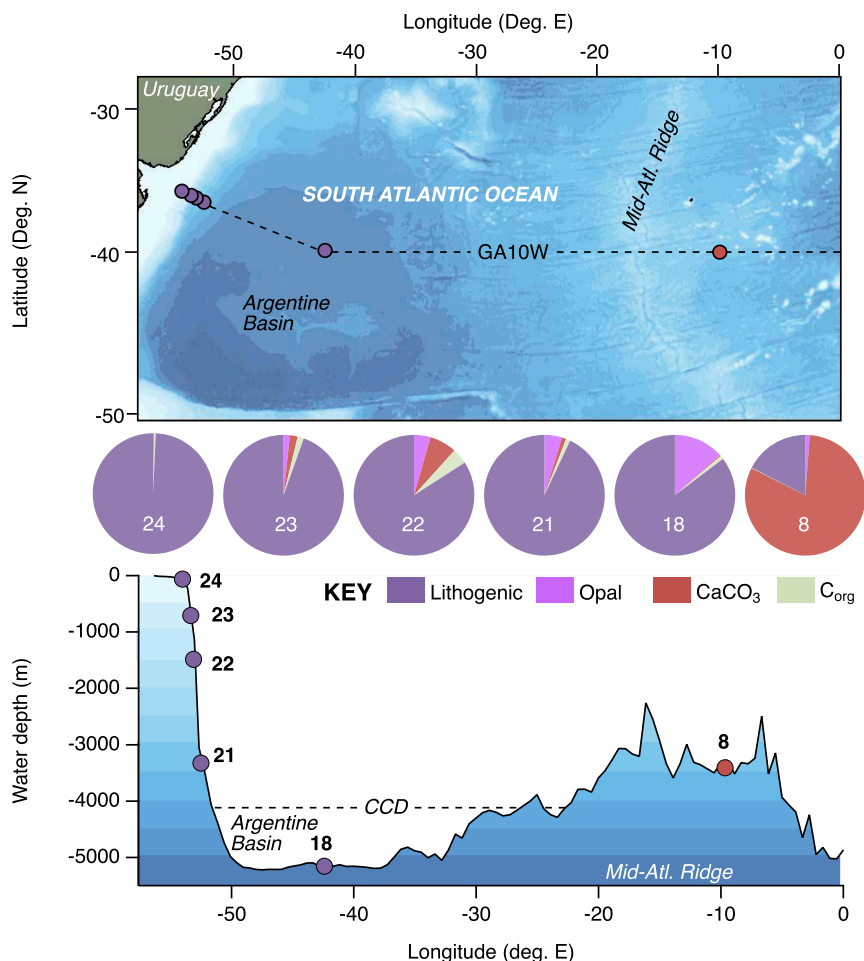 Longitude (Deg. E)
-50 -40 -30 -20 -10 0
Uruguay
-30
Mid-Atl. Ridge
SOUTH ATLANTIC OCEAN
Latitude (Deg. N)
-40
GA10W
Argentine
Basin
-50
24 23 22 21 18 8
0
24
KEY Lithogenic Opal CaCO₃ Corg
23
-1000
22
-2000
Water depth (m)
-3000
21
8
-4000
CCD
Argentine
Basin
18
-5000
Mid-Atl. Ridge
-50 -40 -30 -20 -10 0
Longitude (deg. E)